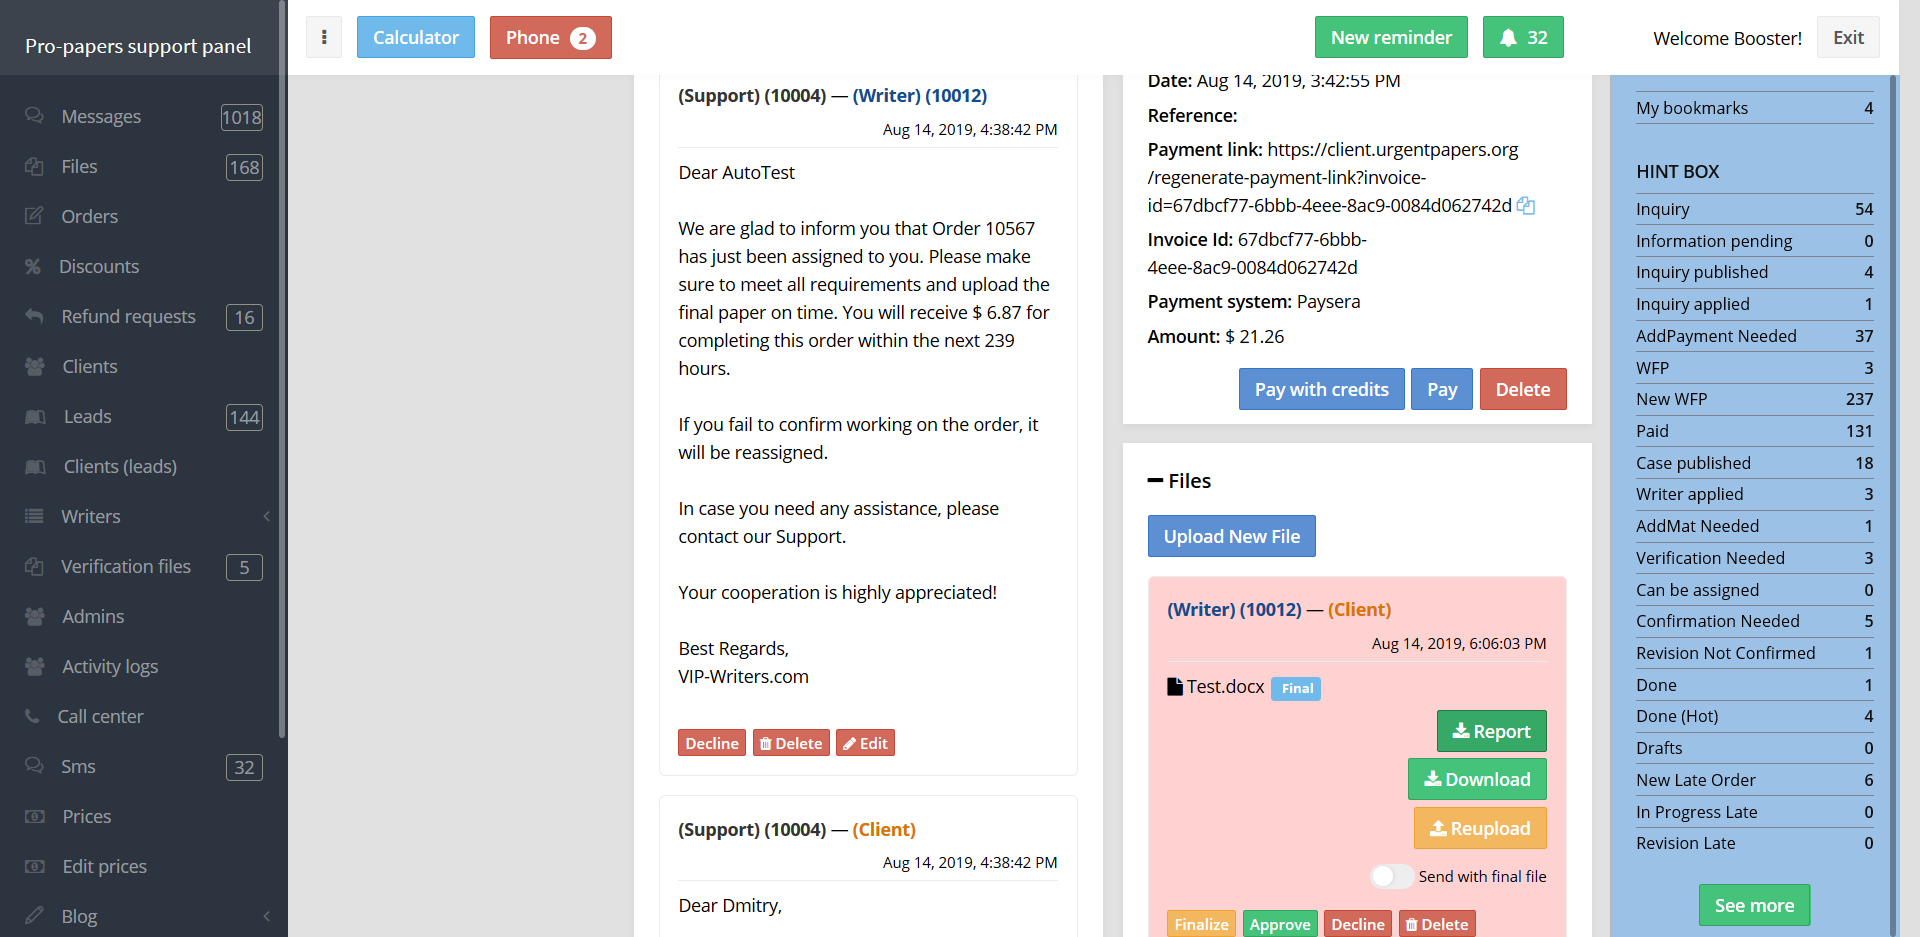 Pro-papers support panel
Messages 1018
Files 168
Orders
Discounts
Refund requests 16
Clients
Leads 144
Clients (leads)
Writers
Verification files 5
Admins
Activity logs
Call center
Sms 32
Prices
Edit prices
Blog
Calculator
Phone 2
New reminder
32
Welcome Booster!
Exit
(Support) (10004) — (Writer) (10012)
Aug 14, 2019, 4:38:42 PM
Dear AutoTest
We are glad to inform you that Order 10567
has just been assigned to you. Please make
sure to meet all requirements and upload the
final paper on time. You will receive $ 6.87 for
completing this order within the next 239
hours.
If you fail to confirm working on the order, it
will be reassigned.
In case you need any assistance, please
contact our Support.
Your cooperation is highly appreciated!
Best Regards,
VIP-Writers.com
Decline Delete Edit
(Support) (10004) — (Client)
Aug 14, 2019, 4:38:42 PM
Dear Dmitry,
Date: Aug 14, 2019, 3:42:55 PM
Reference:
Payment link: https://client.urgentpapers.org
/regenerate-payment-link?invoice-
id=67dbcf77-6bbb-4eee-8ac9-0084d062742d
Invoice Id: 67dbcf77-6bbb-
4eee-8ac9-0084d062742d
Payment system: Paysera
Amount: $ 21.26
Pay with credits Pay Delete
Files
Upload New File
(Writer) (10012) — (Client)
Aug 14, 2019, 6:06:03 PM
Test.docx Final
Report
Download
Reupload
Send with final file
Finalize Approve Decline Delete
My bookmarks 4
HINT BOX
Inquiry 54
Information pending 0
Inquiry published 4
Inquiry applied 1
AddPayment Needed 37
WFP 3
New WFP 237
Paid 131
Case published 18
Writer applied 3
AddMat Needed 1
Verification Needed 3
Can be assigned 0
Confirmation Needed 5
Revision Not Confirmed 1
Done 1
Done (Hot) 4
Drafts 0
New Late Order 6
In Progress Late 0
Revision Late 0
See more